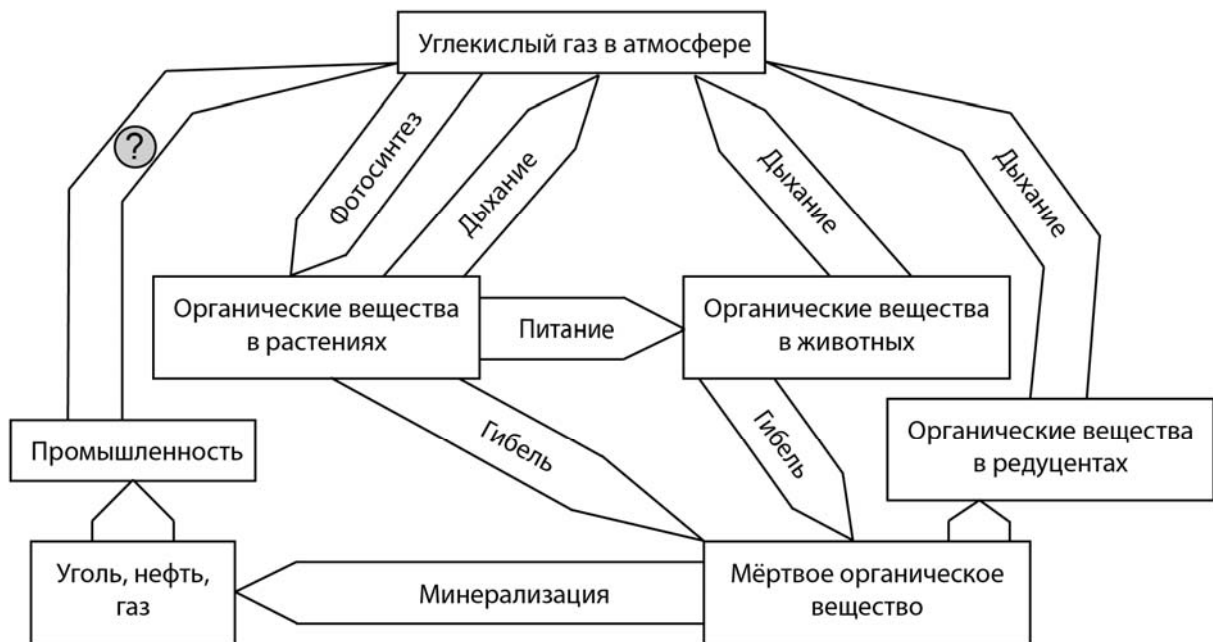 Углекислый газ в атмосфере
?
Фотосинтез
Дыхание
Дыхание
Дыхание
Органические вещества
в растениях
Питание
Органические вещества
в животных
Промышленность
Гибель
Гибель
Органические вещества
в редуцентах
Уголь, нефть,
газ
Минерализация
Мёртвое органическое
вещество